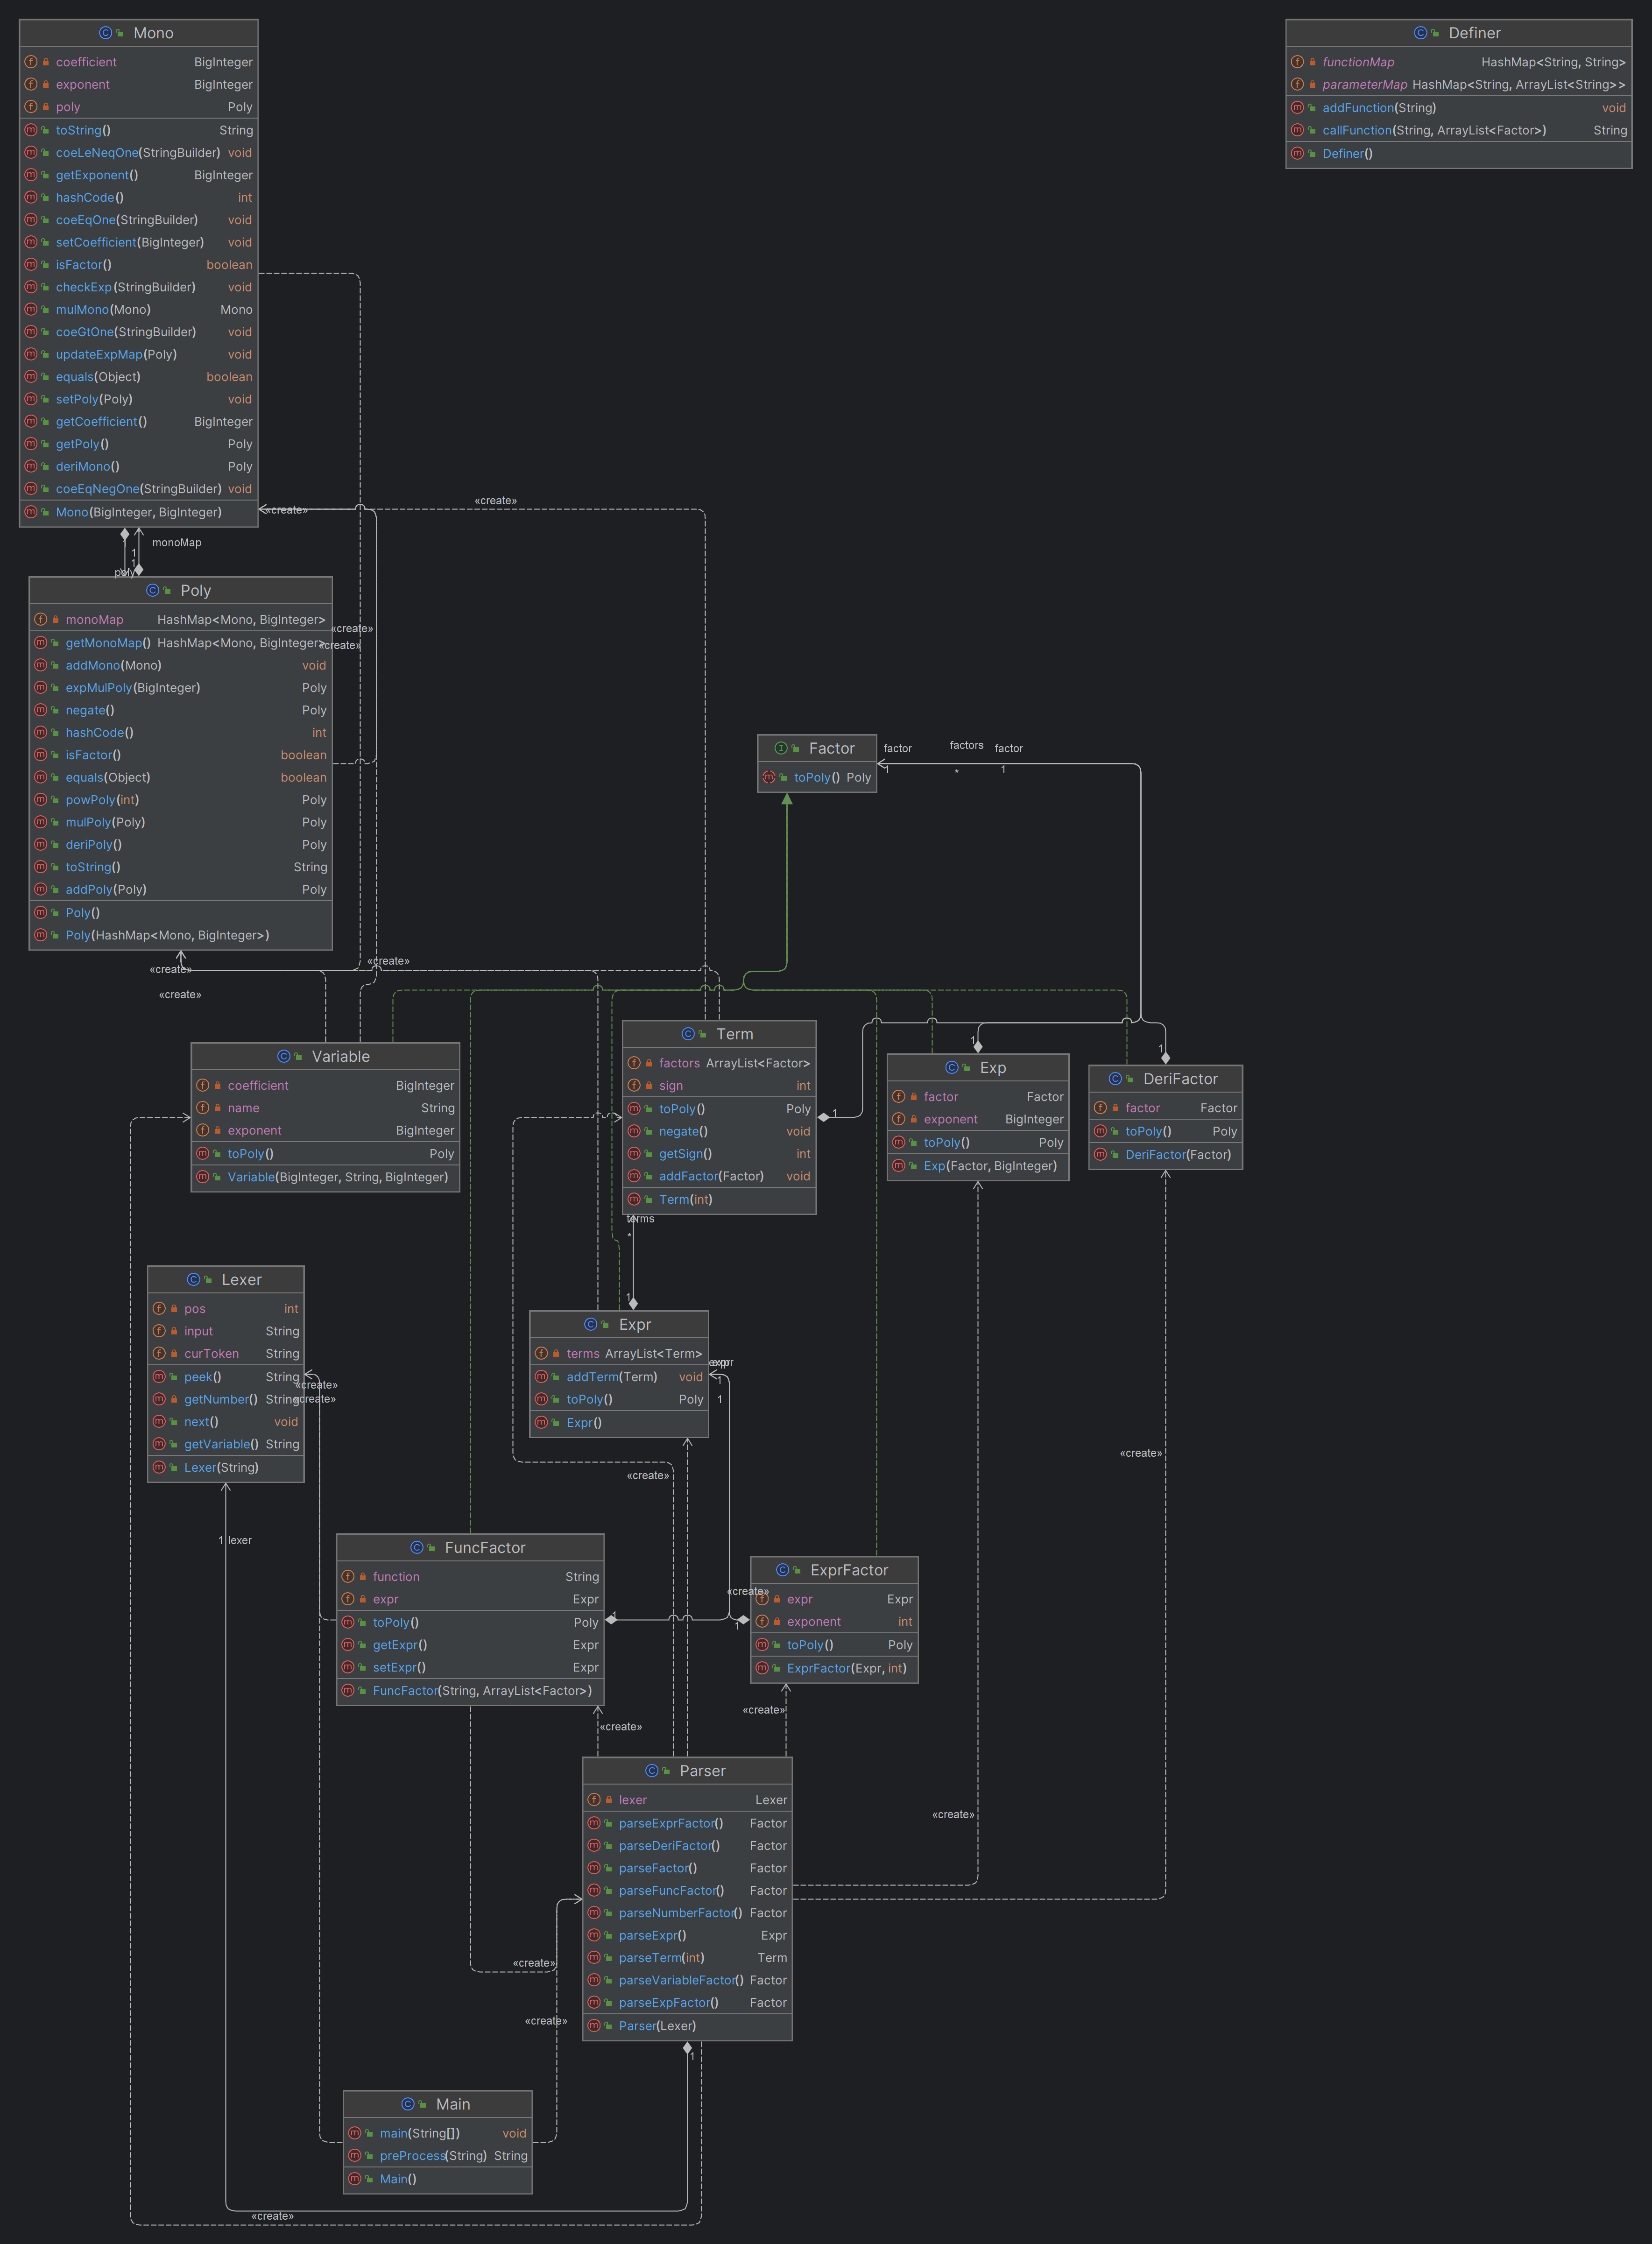 Mono
coefficient BigInteger
exponent BigInteger
poly Poly
toString() String
coeLeNeqOne(StringBuilder) void
getExponent() BigInteger
hashCode() int
coeEqOne(StringBuilder) void
setCoefficient(BigInteger) void
isFactor() boolean
checkExp(StringBuilder) void
mulMono(Mono) Mono
coeGtOne(StringBuilder) void
updateExpMap(Poly) void
equals(Object) boolean
setPoly(Poly) void
getCoefficient() BigInteger
getPoly() Poly
deriMono() Poly
coeEqNegOne(StringBuilder) void
Mono(BigInteger, BigInteger)
Definer
functionMap HashMap<String, String>
parameterMap HashMap<String, ArrayList<String>>
addFunction(String) void
callFunction(String, ArrayList<Factor>) String
Definer()
«create»
«create»
1
monoMap
1
1
poly
Poly
monoMap HashMap<Mono, BigInteger>
getMonoMap() HashMap<Mono, BigInteger>
addMono(Mono) void
expMulPoly(BigInteger) Poly
negate() Poly
hashCode() int
isFactor() boolean
equals(Object) boolean
powPoly(int) Poly
mulPoly(Poly) Poly
deriPoly() Poly
toString() String
addPoly(Poly) Poly
Poly()
Poly(HashMap<Mono, BigInteger>)
«create»
«create»
Factor
toPoly() Poly
factor
1
factors
*
factor
1
«create»
«create»
«create»
Variable
coefficient BigInteger
name String
exponent BigInteger
toPoly() Poly
Variable(BigInteger, String, BigInteger)
Term
factors ArrayList<Factor>
sign int
toPoly() Poly
negate() void
getSign() int
addFactor(Factor) void
Term(int)
1
terms
*
1
Exp
factor Factor
exponent BigInteger
toPoly() Poly
Exp(Factor, BigInteger)
1
DeriFactor
factor Factor
toPoly() Poly
DeriFactor(Factor)
1
Lexer
pos int
input String
curToken String
peek() String
getNumber() String
next() void
getVariable() String
Lexer(String)
«create»
«create»
1 lexer
Expr
terms ArrayList<Term>
addTerm(Term) void
toPoly() Poly
Expr()
1
expr
expr
1
1
«create»
«create»
FuncFactor
function String
expr Expr
toPoly() Poly
getExpr() Expr
setExpr() Expr
FuncFactor(String, ArrayList<Factor>)
1
«create»
ExprFactor
expr Expr
exponent int
toPoly() Poly
ExprFactor(Expr, int)
1
«create»
«create»
Parser
lexer Lexer
parseExprFactor() Factor
parseDeriFactor() Factor
parseFactor() Factor
parseFuncFactor() Factor
parseNumberFactor() Factor
parseExpr() Expr
parseTerm(int) Term
parseVariableFactor() Factor
parseExpFactor() Factor
Parser(Lexer)
«create»
«create»
«create»
1
Main
main(String[]) void
preProcess(String) String
Main()
«create»